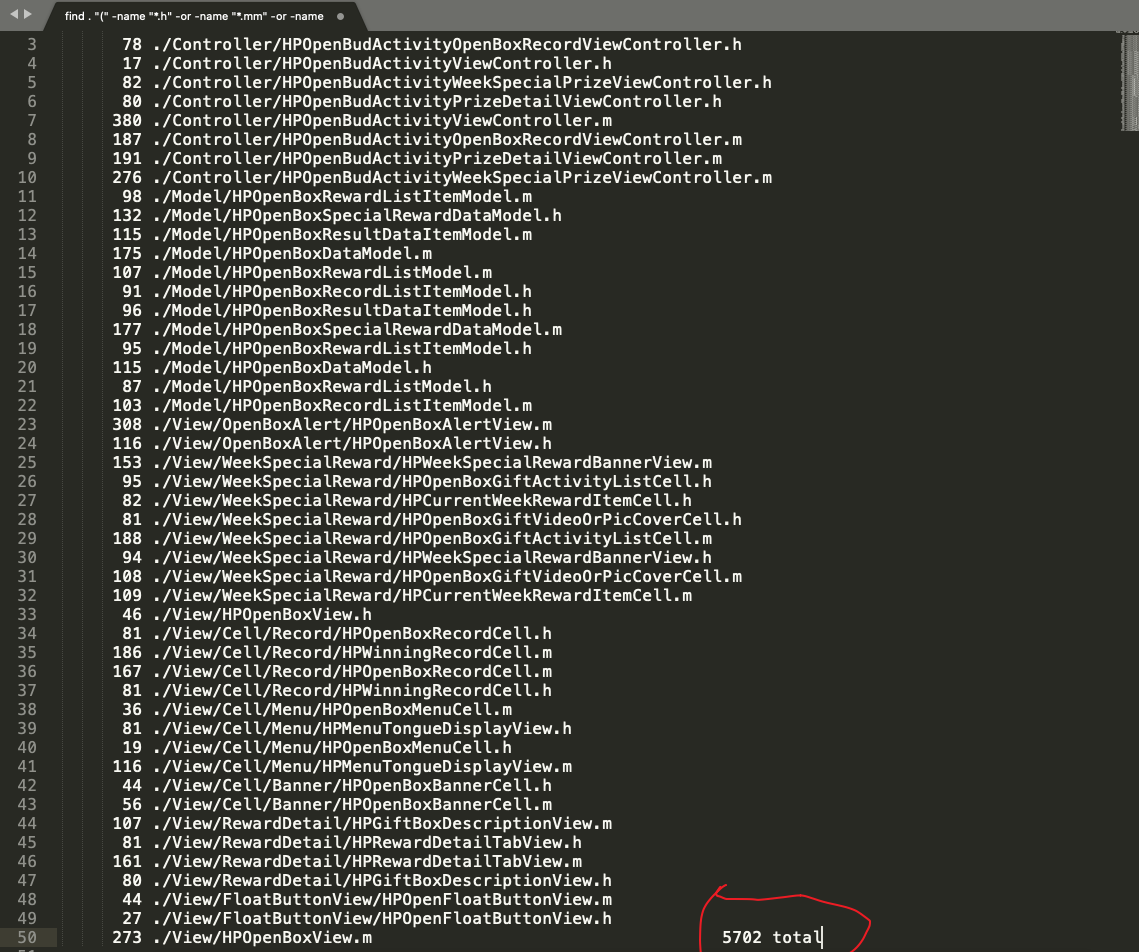 find . "(" -name "*.h" -or -name "*.mm" -or -name
3 78 ./Controller/HPOpenBudActivityOpenBoxRecordViewController.h
4 17 ./Controller/HPOpenBudActivityViewController.h
5 82 ./Controller/HPOpenBudActivityWeekSpecialPrizeViewController.h
6 80 ./Controller/HPOpenBudActivityPrizeDetailViewController.h
7 380 ./Controller/HPOpenBudActivityViewController.m
8 187 ./Controller/HPOpenBudActivityOpenBoxRecordViewController.m
9 191 ./Controller/HPOpenBudActivityPrizeDetailViewController.m
10 276 ./Controller/HPOpenBudActivityWeekSpecialPrizeViewController.m
11 98 ./Model/HPOpenBoxRewardListItemModel.m
12 132 ./Model/HPOpenBoxSpecialRewardDataModel.h
13 115 ./Model/HPOpenBoxResultDataItemModel.m
14 175 ./Model/HPOpenBoxDataModel.m
15 107 ./Model/HPOpenBoxRewardListModel.m
16 91 ./Model/HPOpenBoxRecordListItemModel.h
17 96 ./Model/HPOpenBoxResultDataItemModel.h
18 177 ./Model/HPOpenBoxSpecialRewardDataModel.m
19 95 ./Model/HPOpenBoxRewardListItemModel.h
20 115 ./Model/HPOpenBoxDataModel.h
21 87 ./Model/HPOpenBoxRewardListModel.h
22 103 ./Model/HPOpenBoxRecordListItemModel.m
23 308 ./View/OpenBoxAlert/HPOpenBoxAlertView.m
24 116 ./View/OpenBoxAlert/HPOpenBoxAlertView.h
25 153 ./View/WeekSpecialReward/HPWeekSpecialRewardBannerView.m
26 95 ./View/WeekSpecialReward/HPOpenBoxGiftActivityListCell.h
27 82 ./View/WeekSpecialReward/HPCurrentWeekRewardItemCell.h
28 81 ./View/WeekSpecialReward/HPOpenBoxGiftVideoOrPicCoverCell.h
29 188 ./View/WeekSpecialReward/HPOpenBoxGiftActivityListCell.m
30 94 ./View/WeekSpecialReward/HPWeekSpecialRewardBannerView.h
31 108 ./View/WeekSpecialReward/HPOpenBoxGiftVideoOrPicCoverCell.m
32 109 ./View/WeekSpecialReward/HPCurrentWeekRewardItemCell.m
33 46 ./View/HPOpenBoxView.h
34 81 ./View/Cell/Record/HPOpenBoxRecordCell.h
35 186 ./View/Cell/Record/HPWinningRecordCell.m
36 167 ./View/Cell/Record/HPOpenBoxRecordCell.m
37 81 ./View/Cell/Record/HPWinningRecordCell.h
38 36 ./View/Cell/Menu/HPOpenBoxMenuCell.m
39 81 ./View/Cell/Menu/HPMenuTongueDisplayView.h
40 19 ./View/Cell/Menu/HPOpenBoxMenuCell.h
41 116 ./View/Cell/Menu/HPMenuTongueDisplayView.m
42 44 ./View/Cell/Banner/HPOpenBoxBannerCell.h
43 56 ./View/Cell/Banner/HPOpenBoxBannerCell.m
44 107 ./View/RewardDetail/HPGiftBoxDescriptionView.m
45 81 ./View/RewardDetail/HPRewardDetailTabView.h
46 161 ./View/RewardDetail/HPRewardDetailTabView.m
47 80 ./View/RewardDetail/HPGiftBoxDescriptionView.h
48 44 ./View/FloatButtonView/HPOpenFloatButtonView.m
49 27 ./View/FloatButtonView/HPOpenFloatButtonView.h
50 273 ./View/HPOpenBoxView.m 5702 total